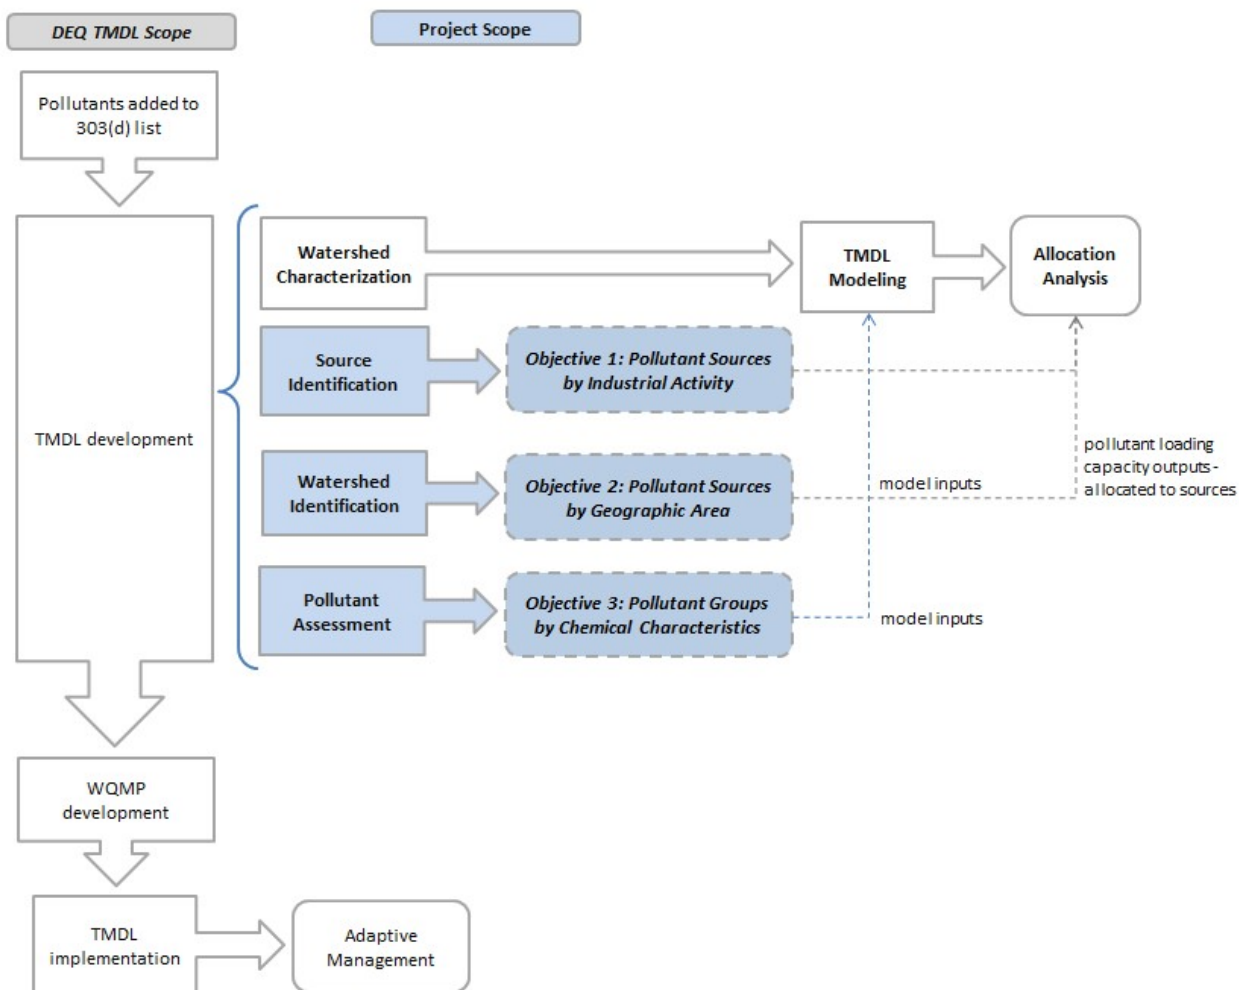 DEQ TMDL Scope
Project Scope
Pollutants added to
303(d) list
TMDL development
Watershed
Characterization
TMDL
Modeling
Allocation
Analysis
Source
Identification
Objective 1: Pollutant Sources
by Industrial Activity
Watershed
Identification
Objective 2: Pollutant Sources
by Geographic Area
model inputs
pollutant loading
capacity outputs -
allocated to sources
Pollutant
Assessment
Objective 3: Pollutant Groups
by Chemical Characteristics
model inputs
WQMP
development
TMDL
implementation
Adaptive
Management